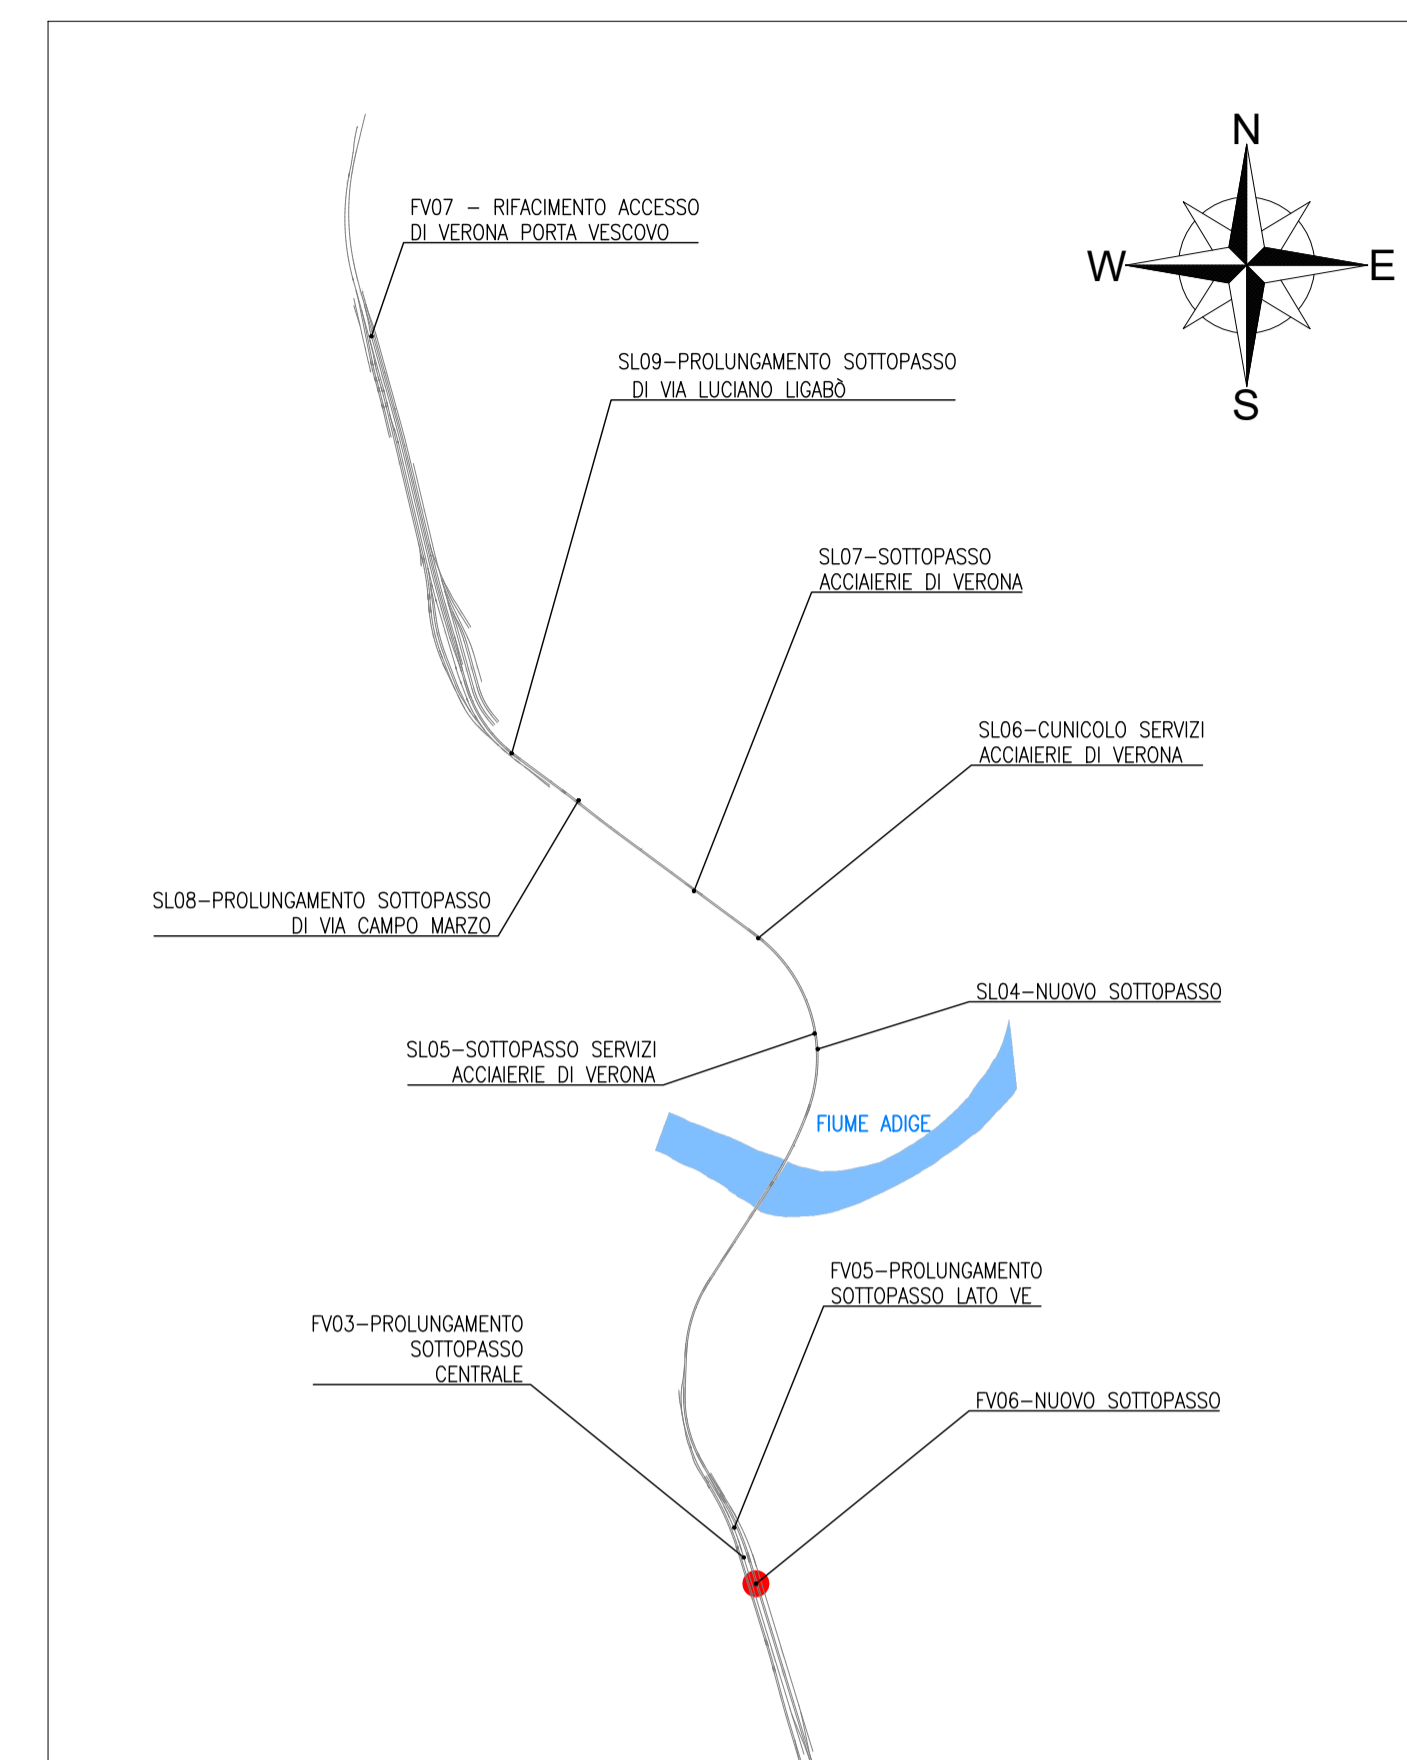 N
W
E
S
FV07 – RIFACIMENTO ACCESSO
DI VERONA PORTA VESCOVO
SL09–PROLUNGAMENTO SOTTOPASSO
DI VIA LUCIANO LIGABÒ
SL07–SOTTOPASSO
ACCIAIERIE DI VERONA
SL06–CUNICOLO SERVIZI
ACCIAIERIE DI VERONA
SL08–PROLUNGAMENTO SOTTOPASSO
DI VIA CAMPO MARZO
SL04–NUOVO SOTTOPASSO
SL05–SOTTOPASSO SERVIZI
ACCIAIERIE DI VERONA
FIUME ADIGE
FV05–PROLUNGAMENTO
SOTTOPASSO LATO VE
FV03–PROLUNGAMENTO
SOTTOPASSO
CENTRALE
FV06–NUOVO SOTTOPASSO